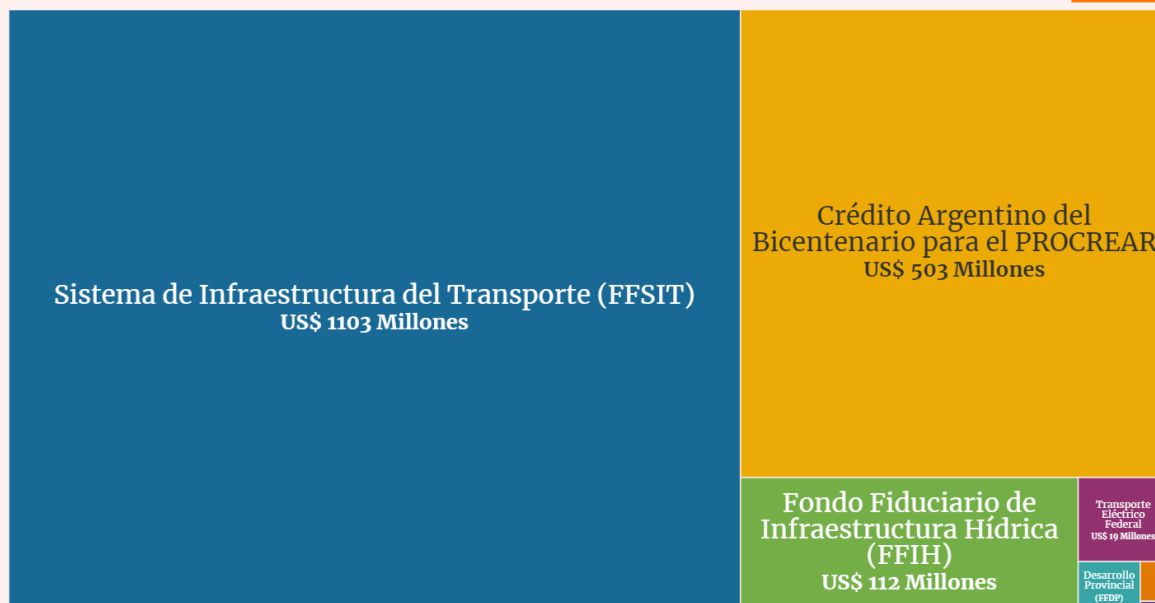 Sistema de Infraestructura del Transporte (FFSIT)
US$ 1103 Millones
Crédito Argentino del
Bicentenario para el PROCREAR
US$ 503 Millones
Fondo Fiduciario de
Infraestructura Hídrica
(FFIH)
US$ 112 Millones
Transporte
Eléctrico
Federal
US$ 19 Millones
Desarrollo
Provincial
(FFDP)